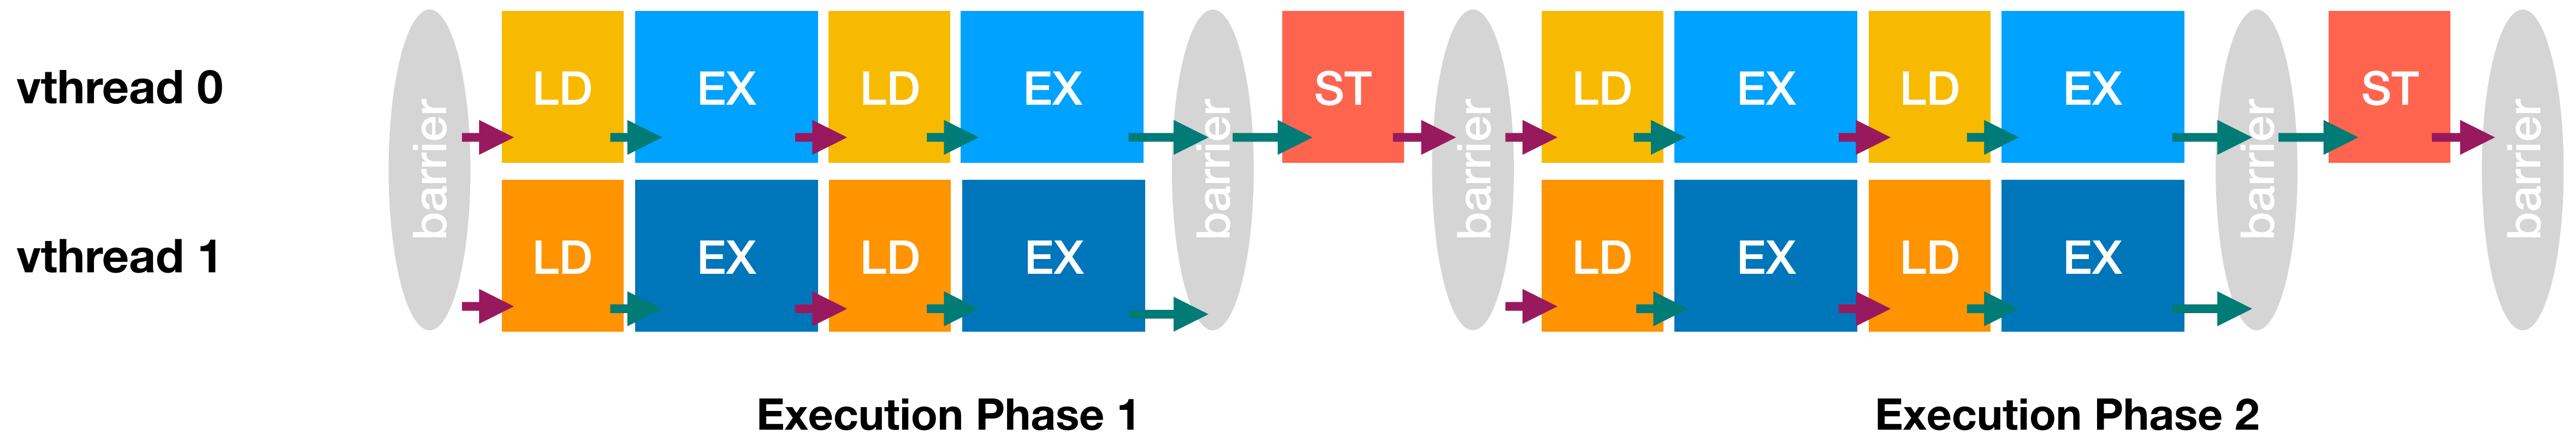 vthread 0
LD EX LD EX ST LD EX LD EX ST
barrier barrier barrier barrier barrier
vthread 1
LD EX LD EX LD EX LD EX
Execution Phase 1
Execution Phase 2